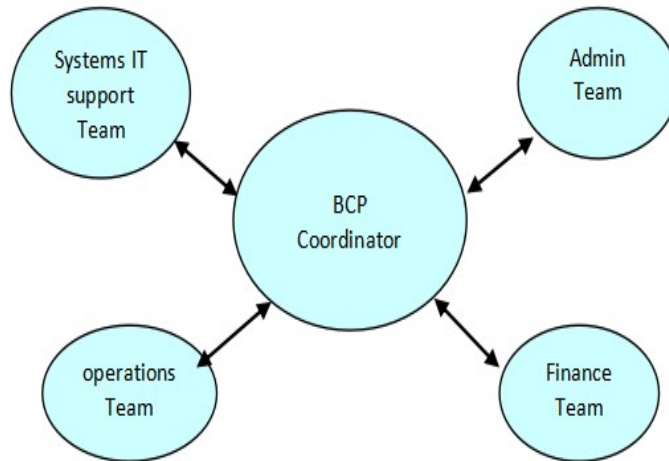 Systems IT
support
Team
Admin
Team
BCP
Coordinator
operations
Team
Finance
Team